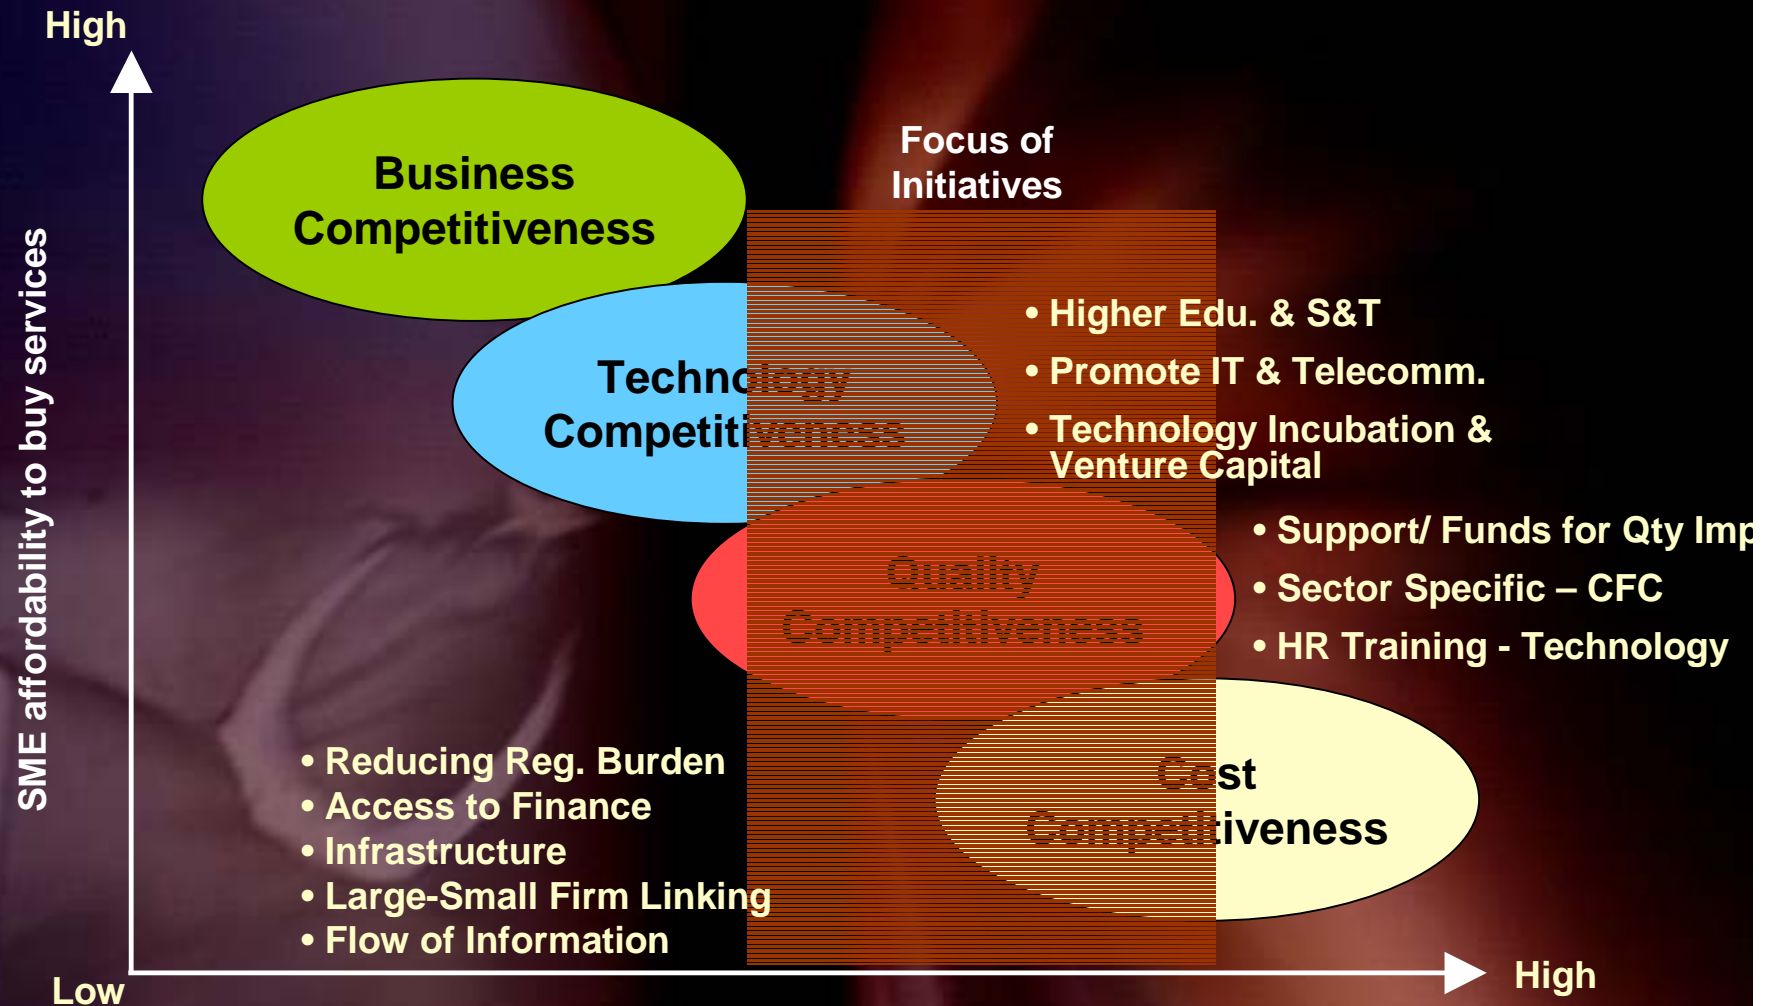 High
Business
Competitiveness
Focus of
Initiatives
SME affordability to buy services
Technology
Competitiveness
• Higher Edu. & S&T
• Promote IT & Telecomm.
• Technology Incubation &
Venture Capital
Quality
Competitiveness
• Support/ Funds for Qty Imp
• Sector Specific – CFC
• HR Training - Technology
Cost
Competitiveness
• Reducing Reg. Burden
• Access to Finance
• Infrastructure
• Large-Small Firm Linking
• Flow of Information
Low
High